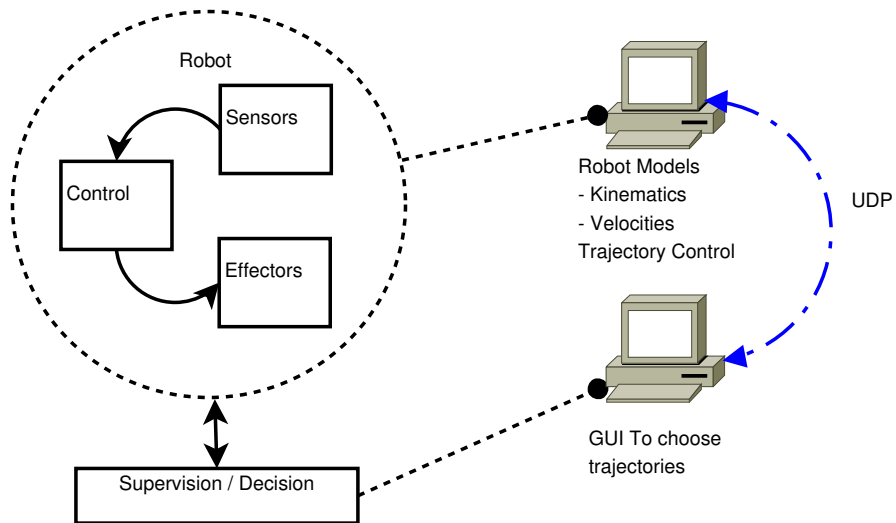 Robot
Sensors
Control
Effectors
Supervision / Decision
Robot Models
- Kinematics
- Velocities
Trajectory Control
UDP
GUI To choose
trajectories